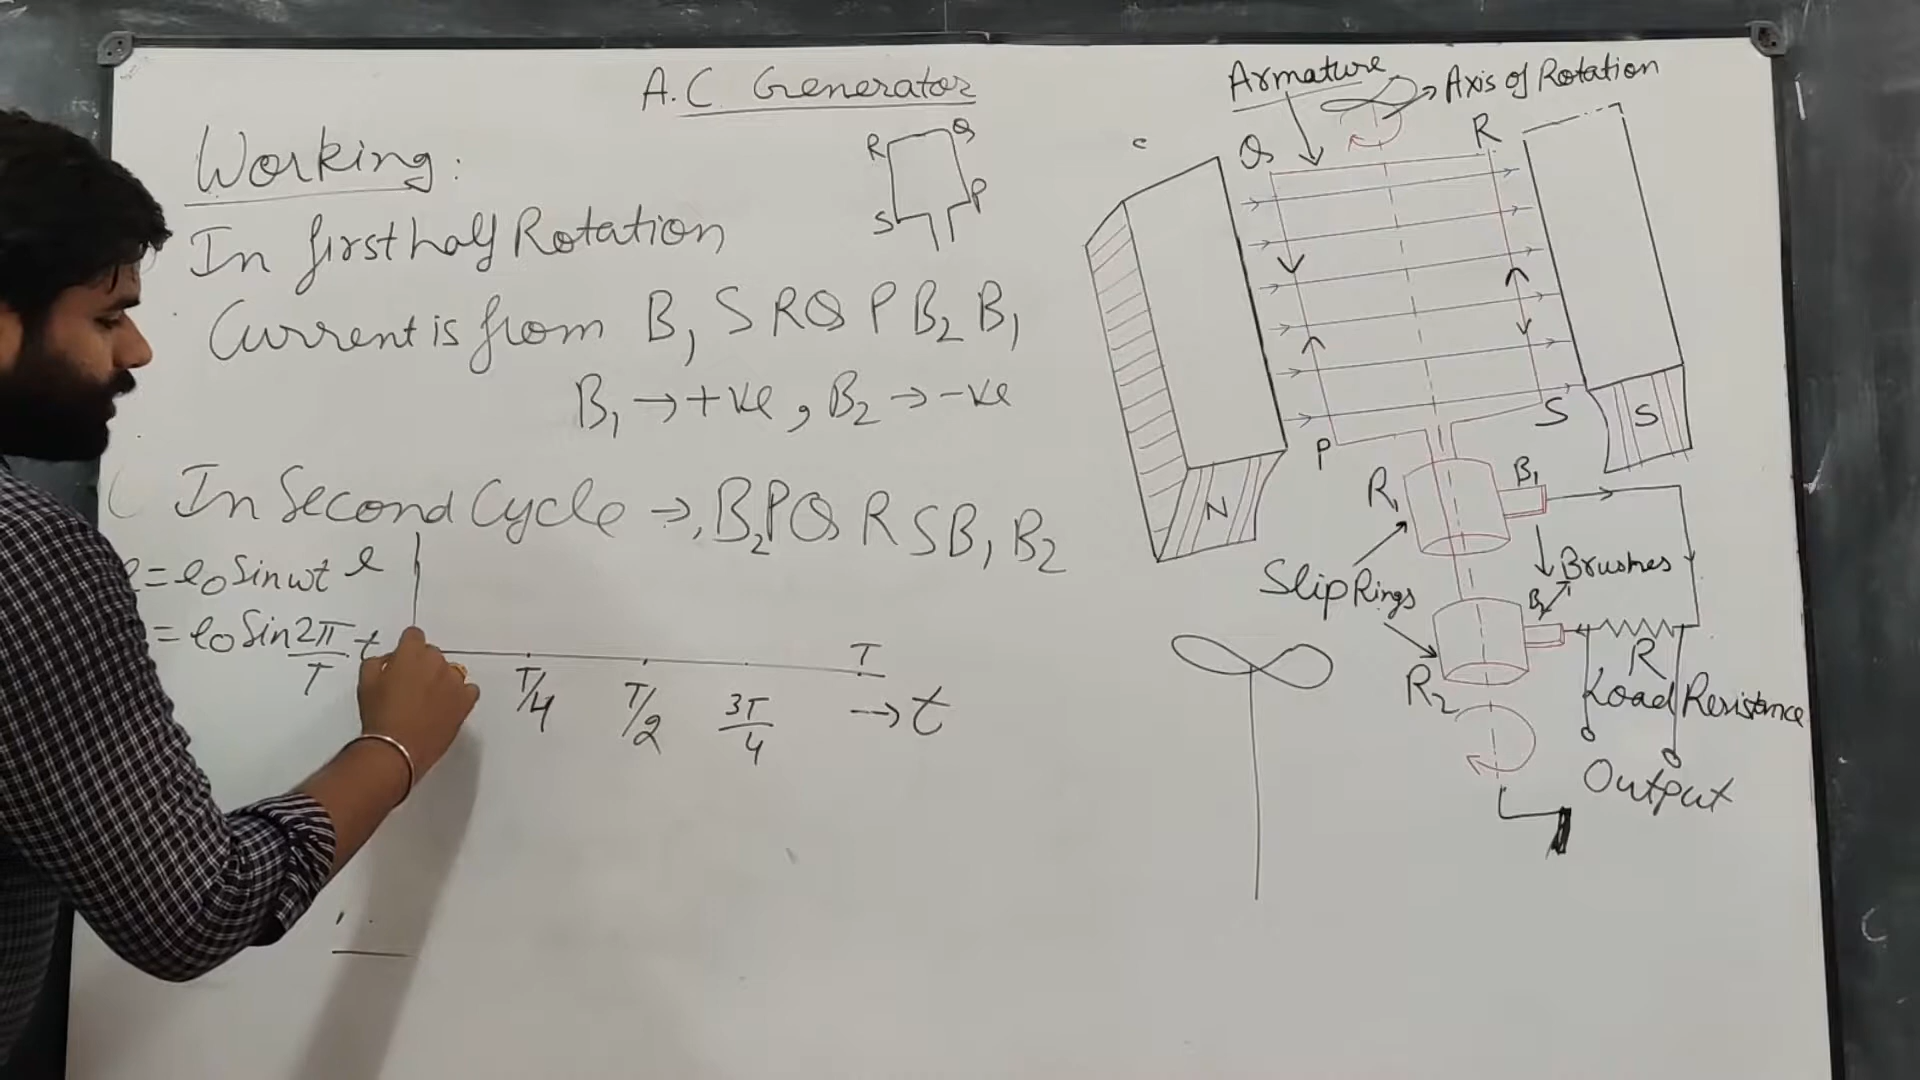 A.C Generator
Working:
In first half Rotation
Current is from B₁ S R Q P B₂ B₁
B₁ → +ve , B₂ → -ve
In Second Cycle → B₂ P Q R S B₁ B₂
= e₀ Sin ωt
= e₀ Sin 2π/T t
e
T/4
T/2
3T/4
T
→ t
R
Q
S
P
Armature
Axis of Rotation
Q
R
P
S
N
S
R₁
B₁
Slip Rings
Brushes
B₂
R₂
R
Load Resistance
Output